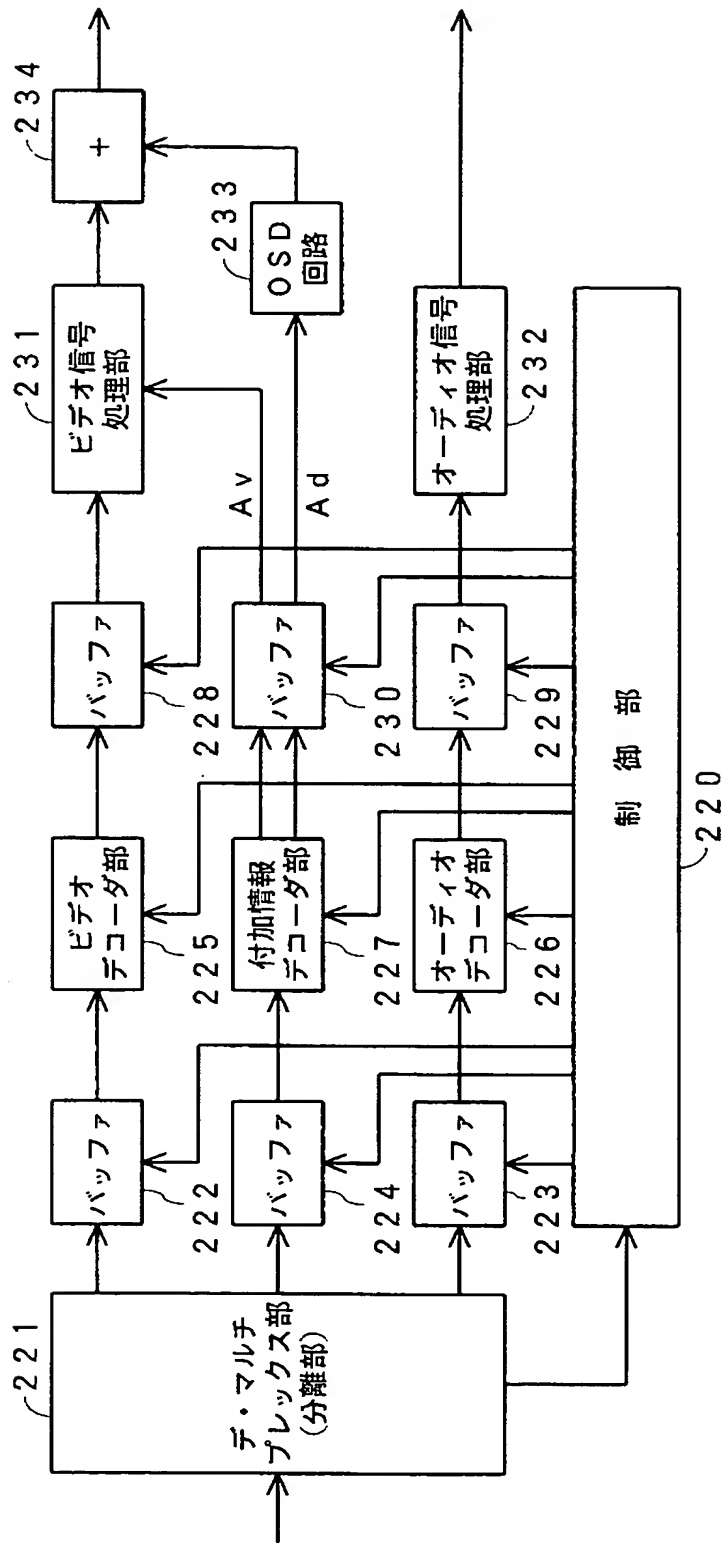 221
デ・マルチ
プレックス部
(分離部)
バッファ
222
バッファ
224
バッファ
223
ビデオ
デコーダ部
225
付加情報
デコーダ部
227
オーディオ
デコーダ部
226
バッファ
228
バッファ
230
バッファ
229
Av
Ad
ビデオ信号
処理部
231
OSD
回路
233
+
234
オーディオ信号
処理部
232
制御部
220